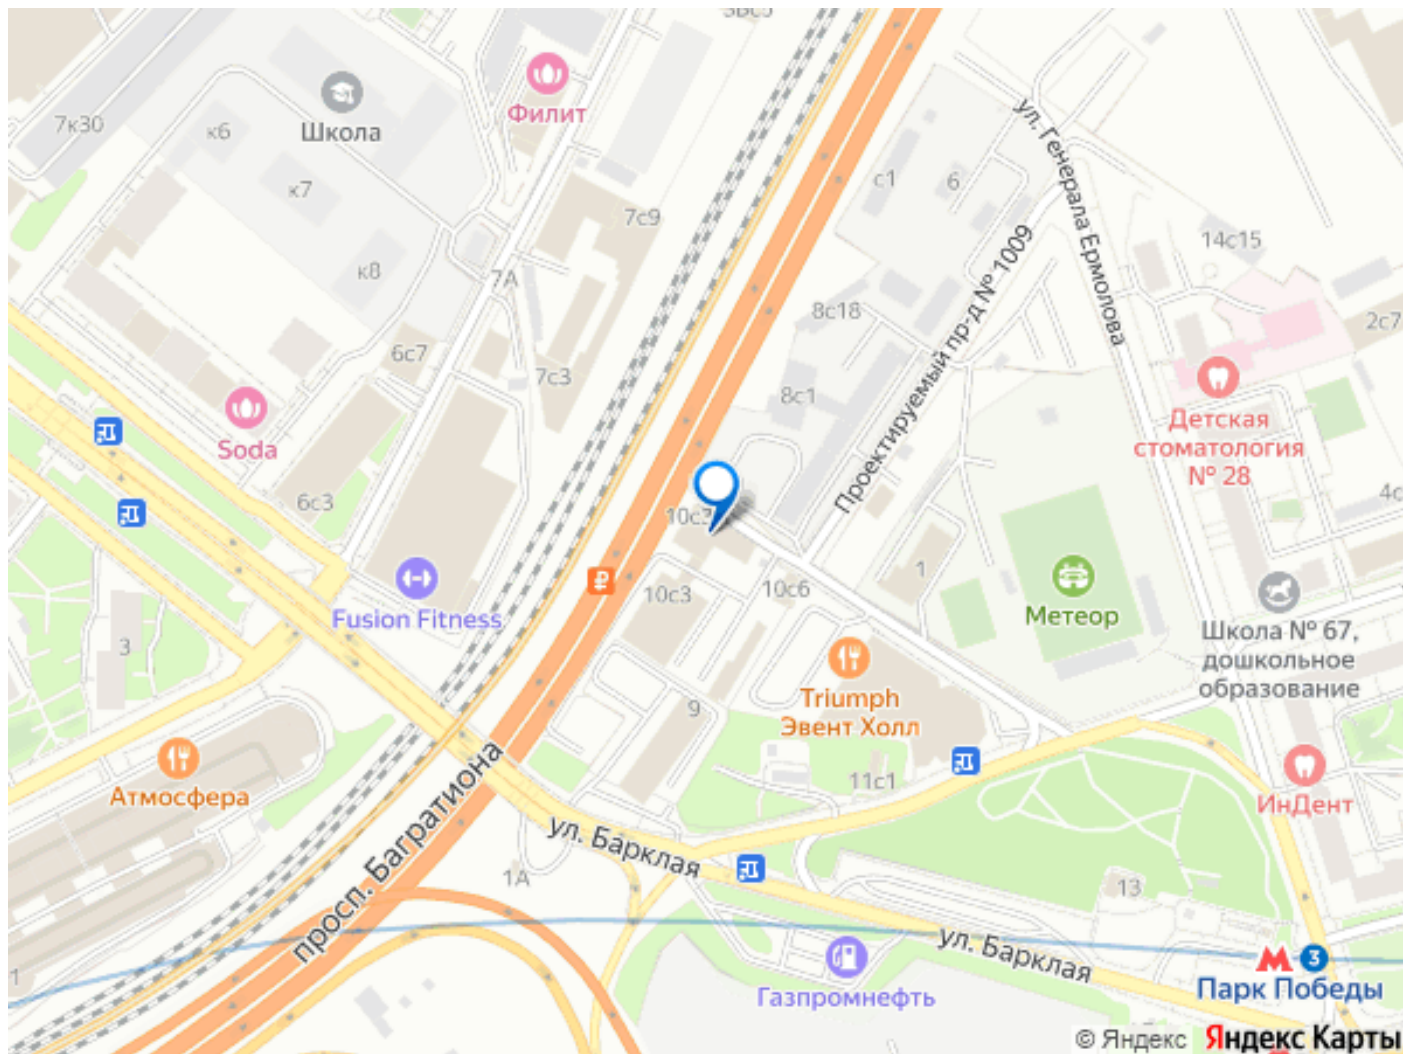 3вс5
Филит
Школа
7к30
к6
к7
к8
7с9
7А
6с7
7с3
Soda
6с3
Fusion Fitness
3
Атмосфера
1
просп. Багратиона
1А
ул. Барклая
с1
6
8с18
8с1
ул. Генерала Ермолова
Проектируемый пр-д № 1009
14с15
2с7
Детская
стоматология
№ 28
4с
10с3
10с3
10с6
1
₽
Метеор
Школа № 67,
дошкольное
образование
Triumph
Эвент Холл
9
11с1
ИнДент
13
ул. Барклая
Газпромнефть
3
Парк Победы
© Яндекс Яндекс Карты